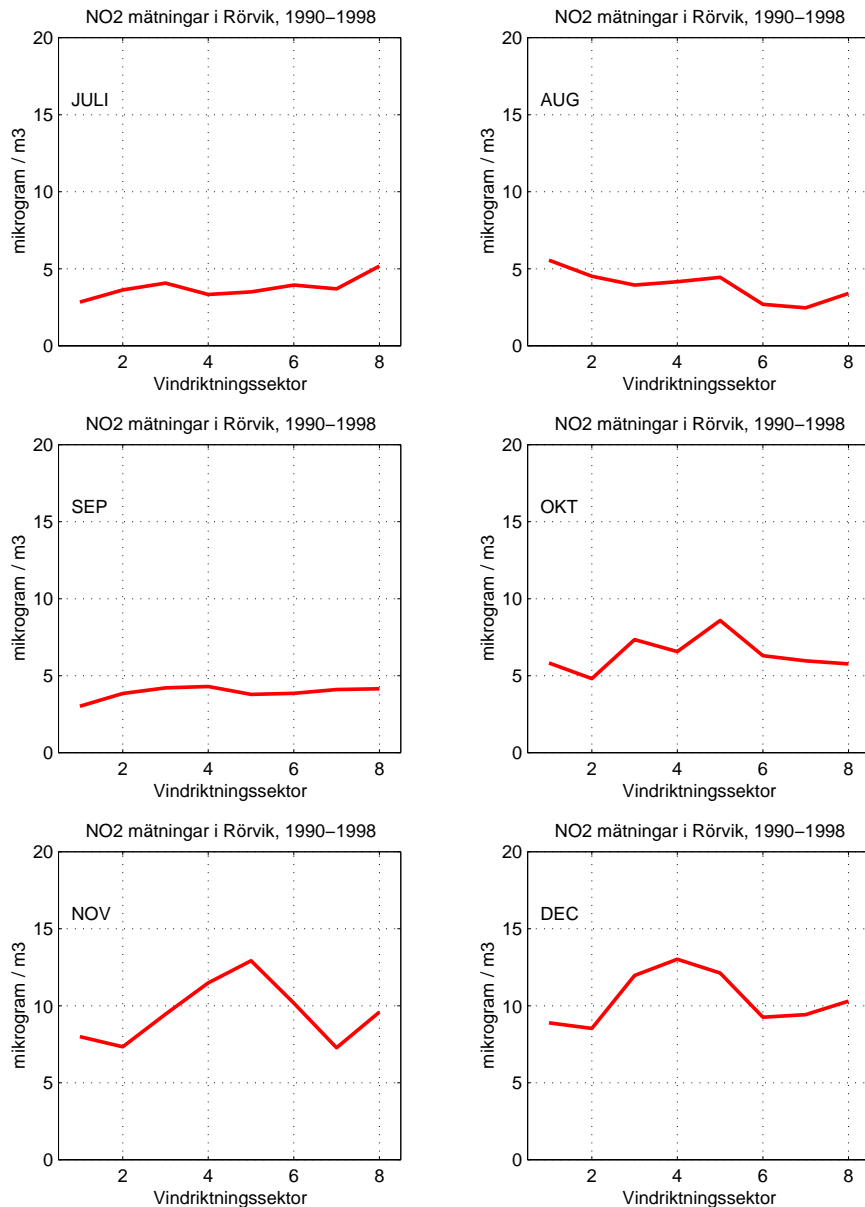 NO2 mätningar i Rörvik, 1990−1998
20
15
10
5
0
JULI
mikrogram / m3
2 4 6 8
Vindriktningssektor
NO2 mätningar i Rörvik, 1990−1998
20
15
10
5
0
AUG
mikrogram / m3
2 4 6 8
Vindriktningssektor
NO2 mätningar i Rörvik, 1990−1998
20
15
10
5
0
SEP
mikrogram / m3
2 4 6 8
Vindriktningssektor
NO2 mätningar i Rörvik, 1990−1998
20
15
10
5
0
OKT
mikrogram / m3
2 4 6 8
Vindriktningssektor
NO2 mätningar i Rörvik, 1990−1998
20
15
10
5
0
NOV
mikrogram / m3
2 4 6 8
Vindriktningssektor
NO2 mätningar i Rörvik, 1990−1998
20
15
10
5
0
DEC
mikrogram / m3
2 4 6 8
Vindriktningssektor